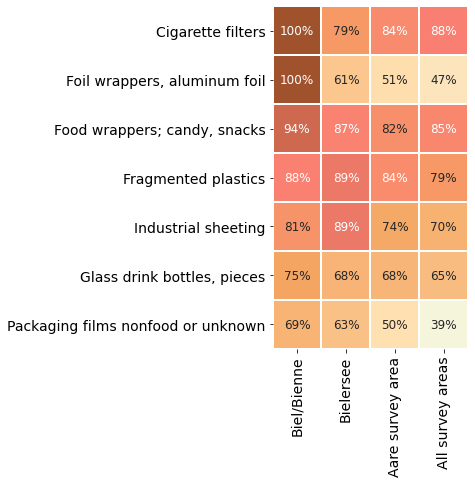 Cigarette filters 100% 79% 84% 88%
Foil wrappers, aluminum foil 100% 61% 51% 47%
Food wrappers; candy, snacks 94% 87% 82% 85%
Fragmented plastics 88% 89% 84% 79%
Industrial sheeting 81% 89% 74% 70%
Glass drink bottles, pieces 75% 68% 68% 65%
Packaging films nonfood or unknown 69% 63% 50% 39%
Biel/Bienne
Bielersee
Aare survey area
All survey areas